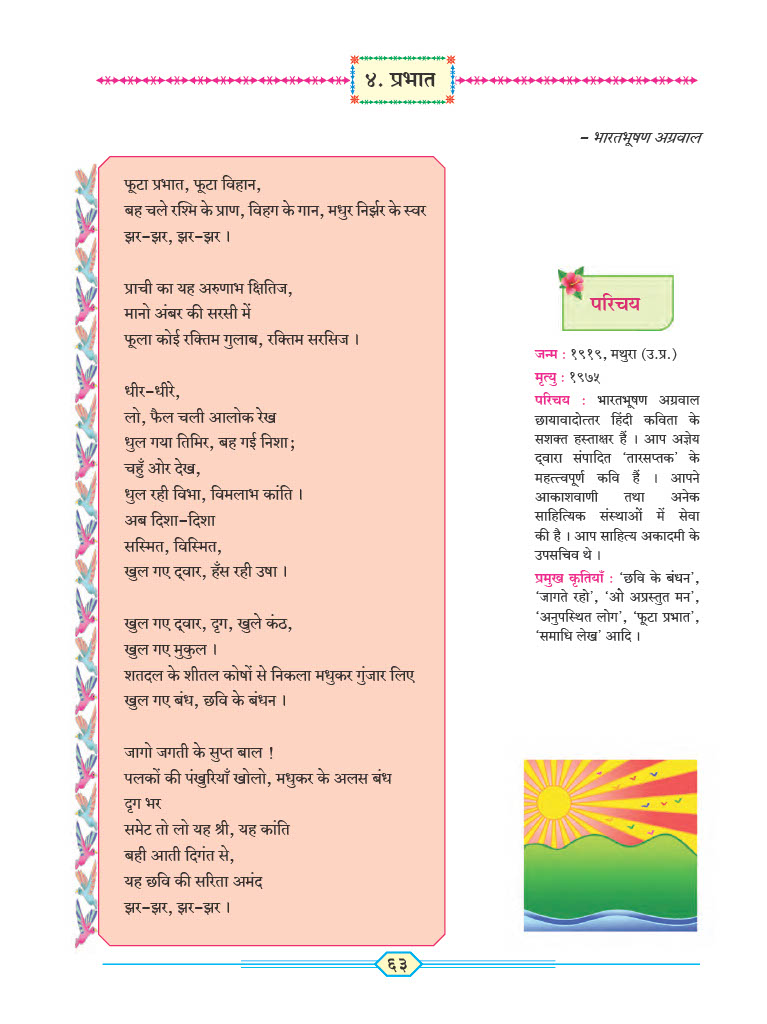 ४. प्रभात
– भारतभूषण अग्रवाल
फूटा प्रभात, फूटा विहान,
बह चले रश्मि के प्राण, विहग के गान, मधुर निर्झर के स्वर
झर-झर, झर-झर ।
प्राची का यह अरुणाभ क्षितिज,
मानो अंबर की सरसी में
फूला कोई रक्तिम गुलाब, रक्तिम सरसिज ।
धीर-धीरे,
लो, फैल चली आलोक रेख
धुल गया तिमिर, बह गई निशा;
चहुँ ओर देख,
धुल रही विभा, विमलाभ कांति ।
अब दिशा-दिशा
सस्मित, विस्मित,
खुल गए द्‌वार, हँस रही उषा ।
खुल गए द्‌वार, दृग, खुले कंठ,
खुल गए मुकुल ।
शतदल के शीतल कोषों से निकला मधुकर गुंजार लिए
खुल गए बंध, छवि के बंधन ।
जागो जगती के सुप्त बाल !
पलकों की पंखुरियाँ खोलो, मधुकर के अलस बंध
दृग भर
समेट तो लो यह श्री, यह कांति
बही आती दिगंत से,
यह छवि की सरिता अमंद
झर-झर, झर-झर ।
परिचय
जन्म : १९१९, मथुरा (उ.प्र.)
मृत्यु : १९७५
परिचय : भारतभूषण अग्रवाल
छायावादोत्तर हिंदी कविता के
सशक्त हस्ताक्षर हैं । आप अज्ञेय
द्‌वारा संपादित ‘तारसप्तक’ के
महत्त्वपूर्ण कवि हैं । आपने
आकाशवाणी तथा अनेक
साहित्यिक संस्थाओं में सेवा
की है । आप साहित्य अकादमी के
उपसचिव थे ।
प्रमुख कृतियाँ : ‘छवि के बंधन’,
‘जागते रहो’, ‘ओ अप्रस्तुत मन’,
‘अनुपस्थित लोग’, ‘फूटा प्रभात’,
‘समाधि लेख’ आदि ।
६३